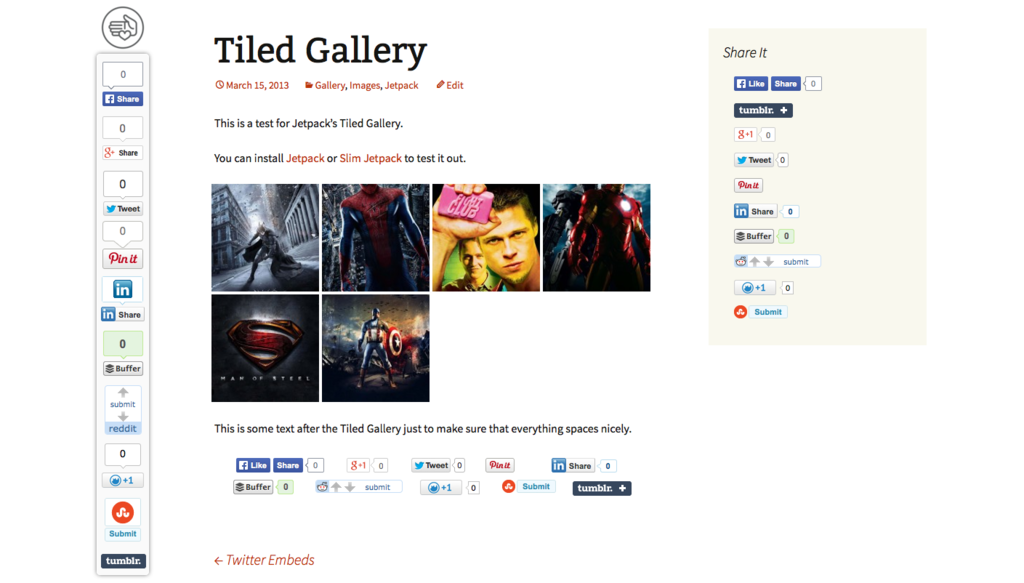 0
Share
0
Share
0
Tweet
0
Pin it
in
in Share
0
Buffer
submit
reddit
0
+1
Submit
tumblr.
Tiled Gallery
March 15, 2013 Gallery, Images, Jetpack Edit
This is a test for Jetpack's Tiled Gallery.
You can install Jetpack or Slim Jetpack to test it out.
FIGHT CLUB
MAN OF STEEL
This is some text after the Tiled Gallery just to make sure that everything spaces nicely.
Like Share 0 g+1 0 Tweet 0 Pin it in Share 0
Buffer 0 submit +1 0 Submit tumblr. +
← Twitter Embeds
Share It
Like Share 0
tumblr. +
g+1 0
Tweet 0
Pin it
in Share 0
Buffer 0
submit
+1 0
Submit